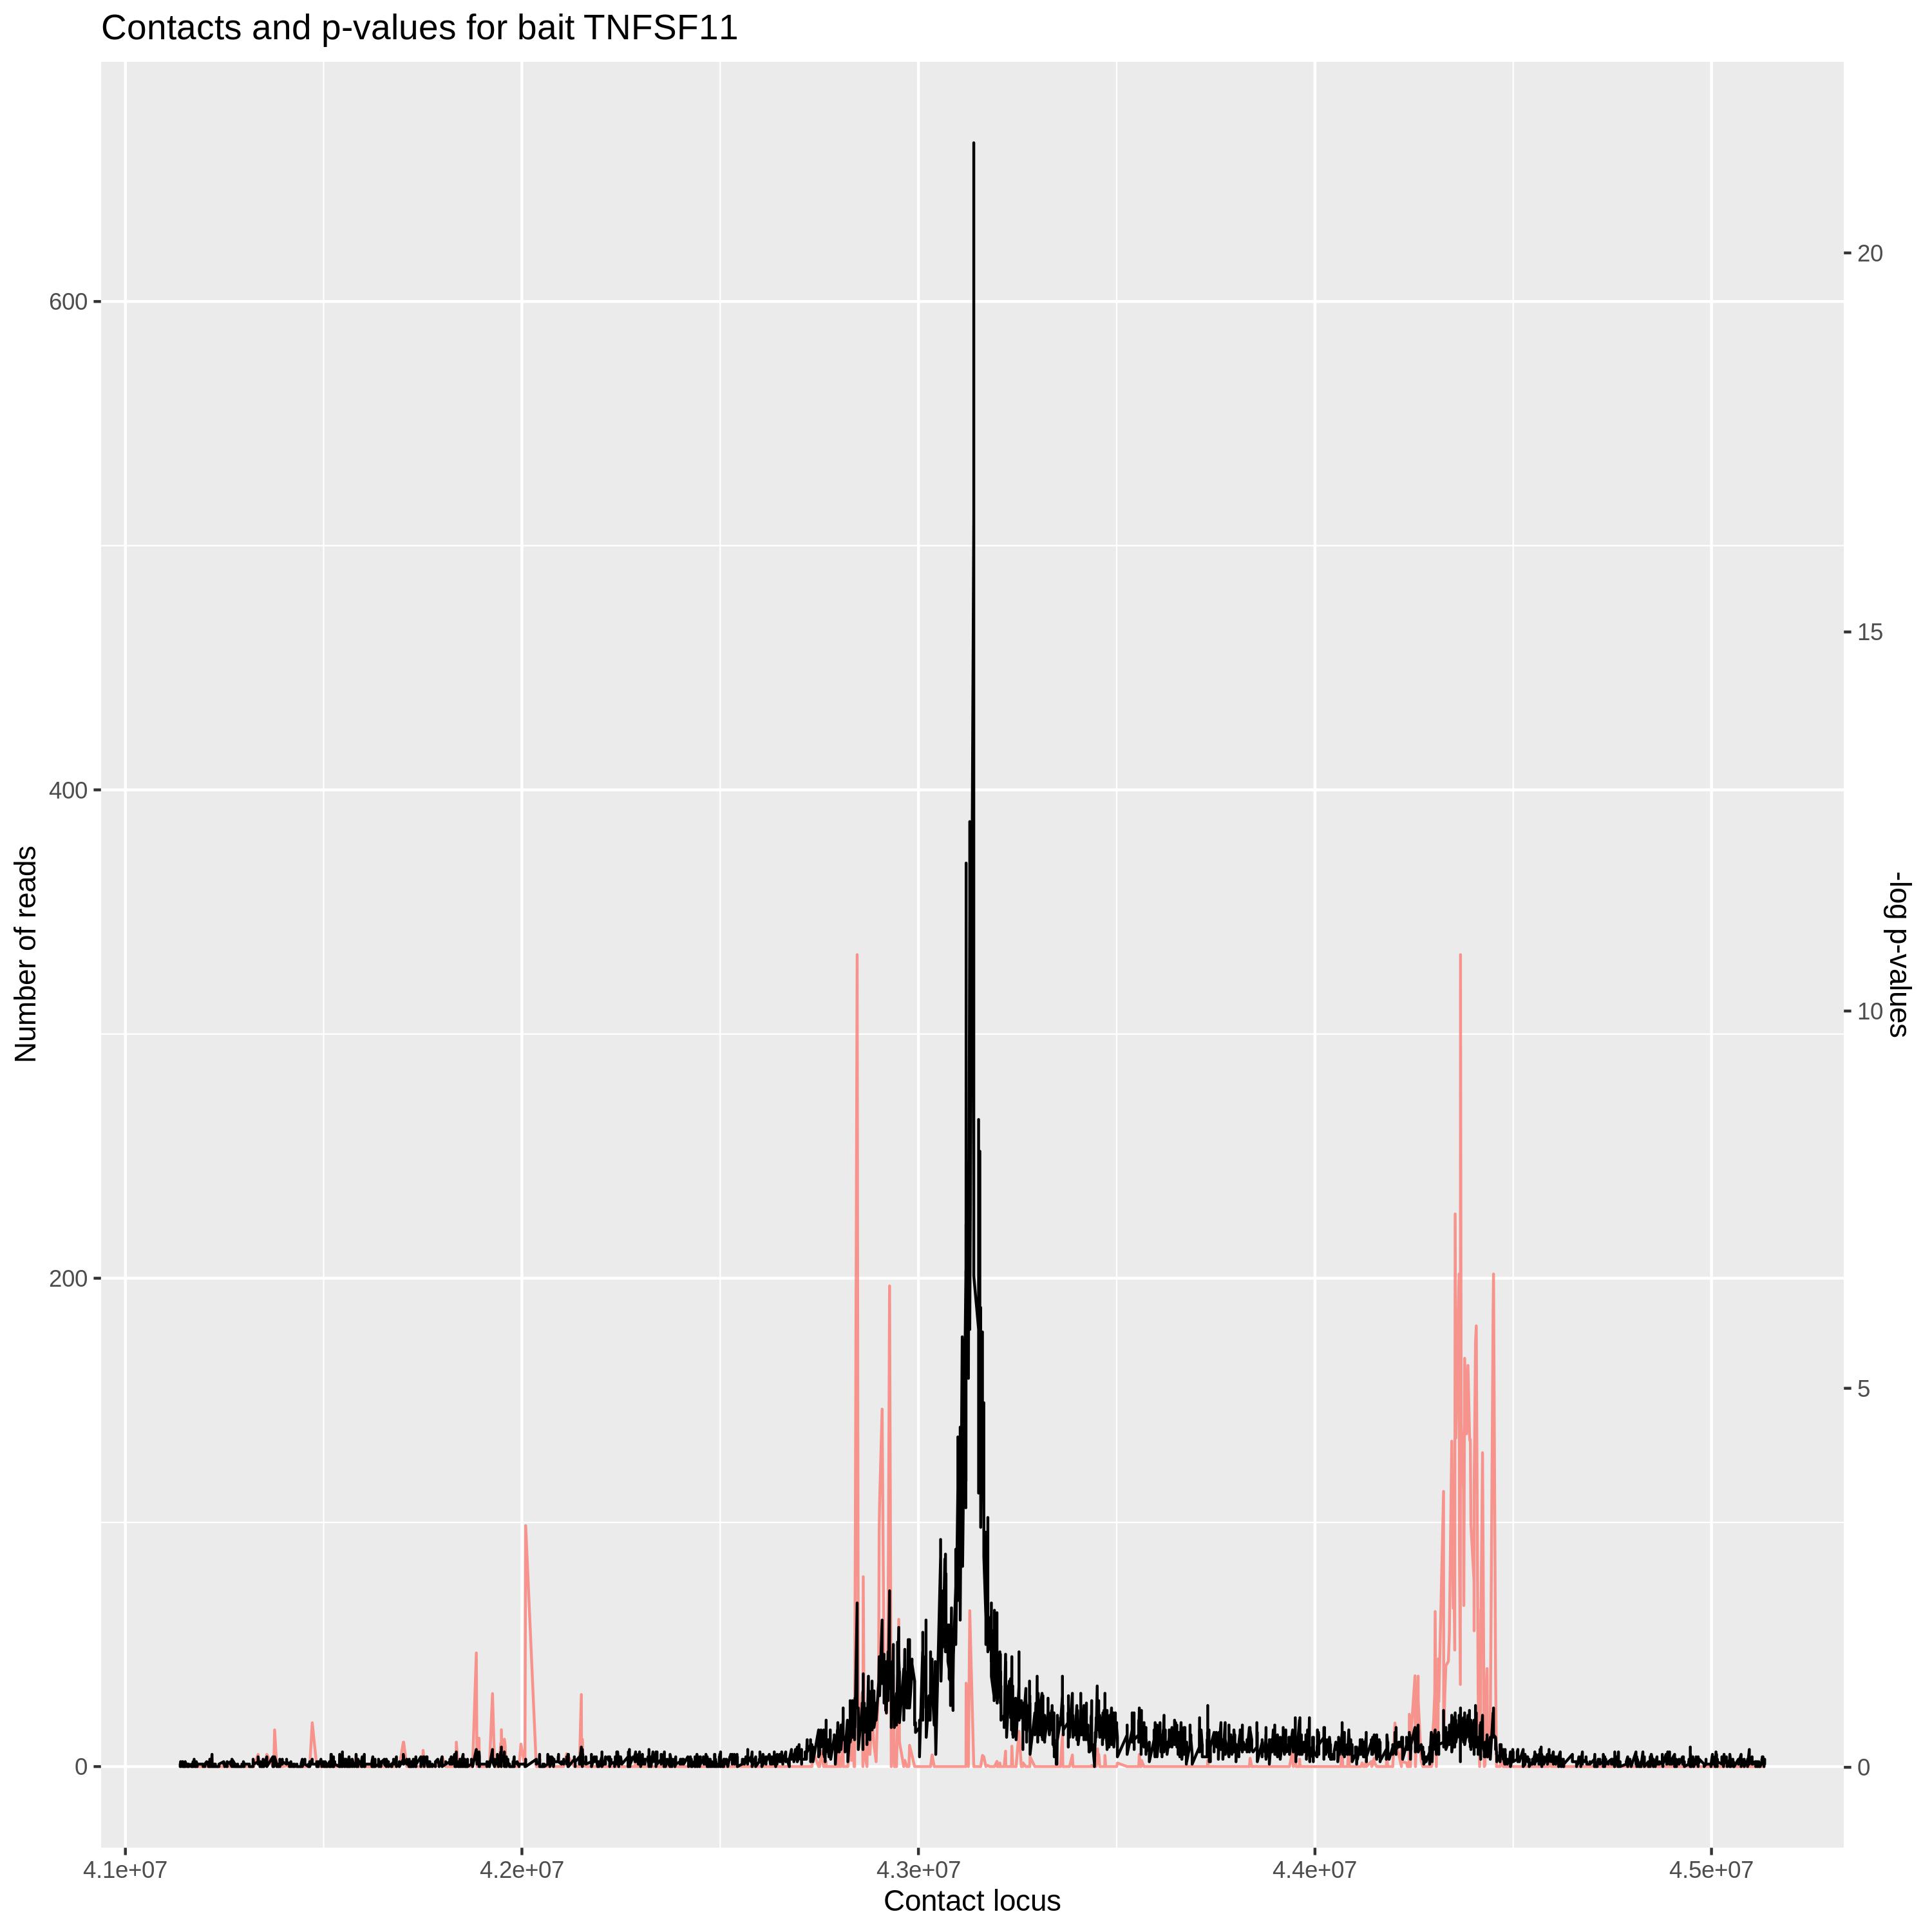 Contacts and p-values for bait TNFSF11
600
400
200
0
20
15
10
5
0
Number of reads
-log p-values
4.1e+07
4.2e+07
4.3e+07
4.4e+07
4.5e+07
Contact locus